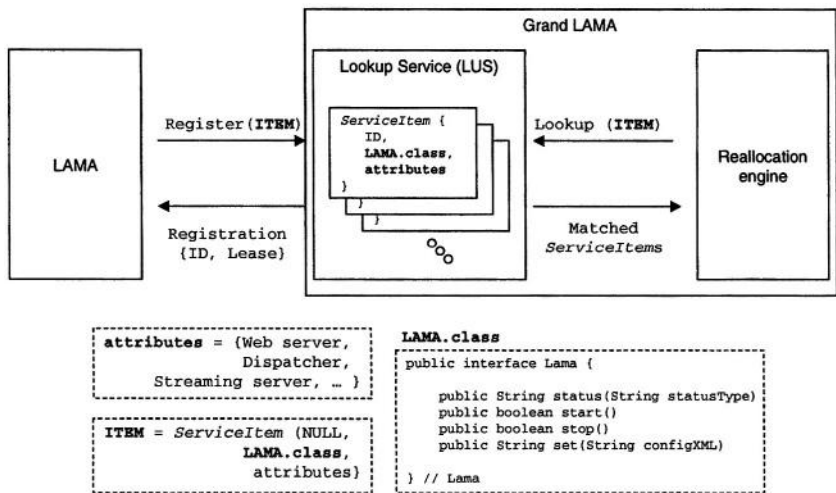 Grand LAMA
Lookup Service (LUS)
LAMA
Register(ITEM)
Registration
{ID, Lease}
ServiceItem {
ID,
LAMA.class,
attributes
}
}
}
Lookup (ITEM)
Matched
ServiceItems
Reallocation
engine
attributes = {Web server,
Dispatcher,
Streaming server, … }
ITEM = ServiceItem (NULL,
LAMA.class,
attributes}
LAMA.class
public interface Lama {
public String status(String statusType)
public boolean start()
public boolean stop()
public String set(String configXML)
} // Lama